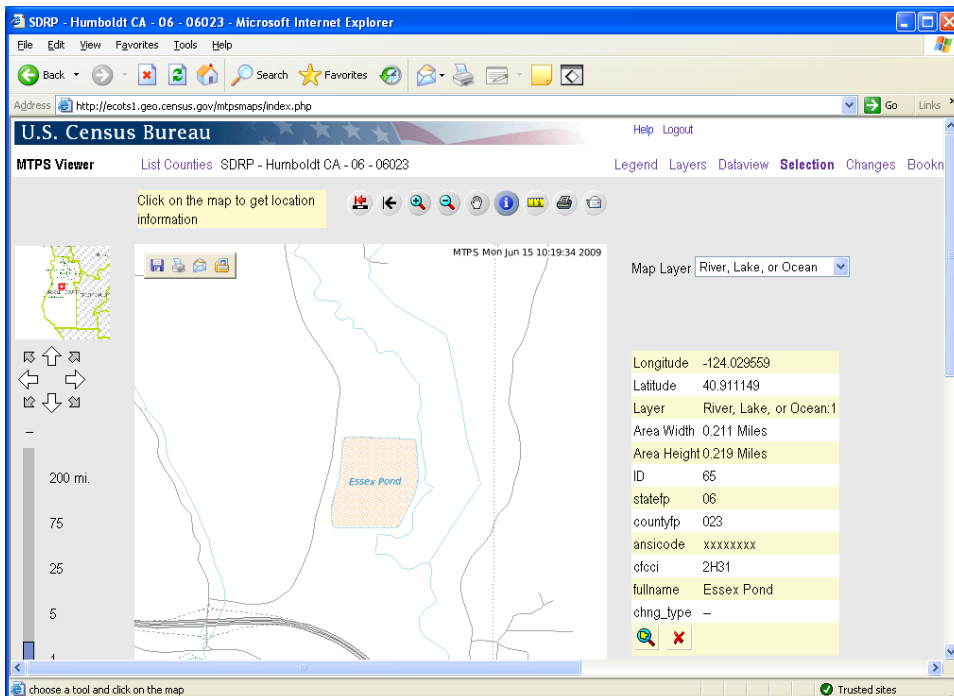 SDRP - Humboldt CA - 06 - 06023 - Microsoft Internet Explorer
File Edit View Favorites Tools Help
Back Search Favorites
Address http://ecots1.geo.census.gov/mtpsmaps/index.php Go Links
U.S. Census Bureau Help Logout
MTPS Viewer List Counties SDRP - Humboldt CA - 06 - 06023 Legend Layers Dataview Selection Changes Bookn
Click on the map to get location
information
MTPS Mon Jun 15 10:19:34 2009
Map Layer River, Lake, or Ocean
Longitude -124.029559
Latitude 40.911149
Layer River, Lake, or Ocean:1
Area Width 0.211 Miles
Area Height 0.219 Miles
ID 65
statefp 06
countyfp 023
ansicode xxxxxxxx
cfcci 2H31
fullname Essex Pond
chng_type –
Essex Pond
200 mi.
75
25
5
1
choose a tool and click on the map Trusted sites